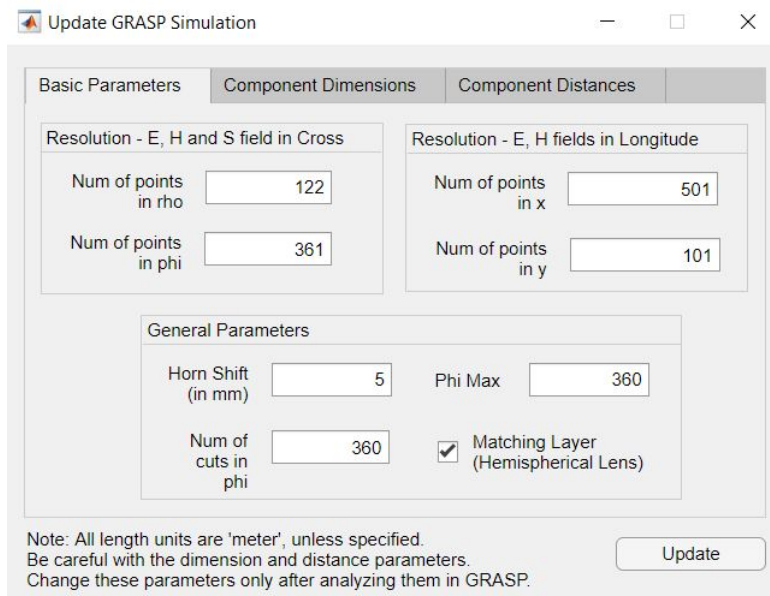 Update GRASP Simulation
Basic Parameters
Component Dimensions
Component Distances
Resolution - E, H and S field in Cross
Num of points
in rho
122
Num of points
in phi
361
Resolution - E, H fields in Longitude
Num of points
in x
501
Num of points
in y
101
General Parameters
Horn Shift
(in mm)
5
Phi Max
360
Num of
cuts in
phi
360
Matching Layer
(Hemispherical Lens)
Note: All length units are 'meter', unless specified.
Be careful with the dimension and distance parameters.
Change these parameters only after analyzing them in GRASP.
Update